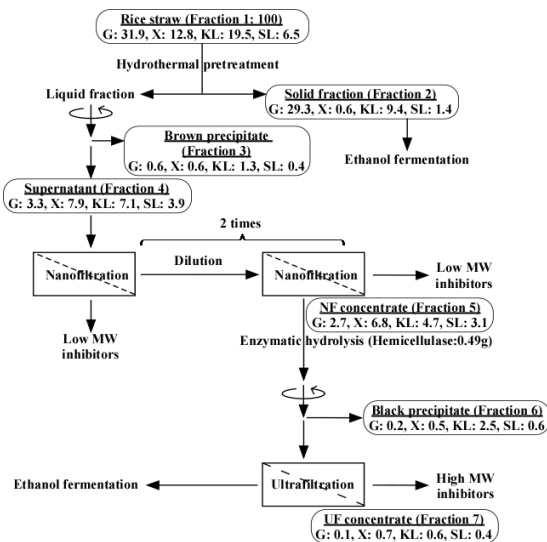 Rice straw (Fraction 1: 100)
G: 31.9, X: 12.8, KL: 19.5, SL: 6.5
Hydrothermal pretreatment
Liquid fraction
Solid fraction (Fraction 2)
G: 29.3, X: 0.6, KL: 9.4, SL: 1.4
Brown precipitate
(Fraction 3)
G: 0.6, X: 0.6, KL: 1.3, SL: 0.4
Ethanol fermentation
Supernatant (Fraction 4)
G: 3.3, X: 7.9, KL: 7.1, SL: 3.9
2 times
Nanofiltration
Dilution
Nanofiltration
Low MW
inhibitors
Low MW
inhibitors
NF concentrate (Fraction 5)
G: 2.7, X: 6.8, KL: 4.7, SL: 3.1
Enzymatic hydrolysis (Hemicellulase:0.49g)
Black precipitate (Fraction 6)
G: 0.2, X: 0.5, KL: 2.5, SL: 0.6
Ethanol fermentation
Ultrafiltration
High MW
inhibitors
UF concentrate (Fraction 7)
G: 0.1, X: 0.7, KL: 0.6, SL: 0.4